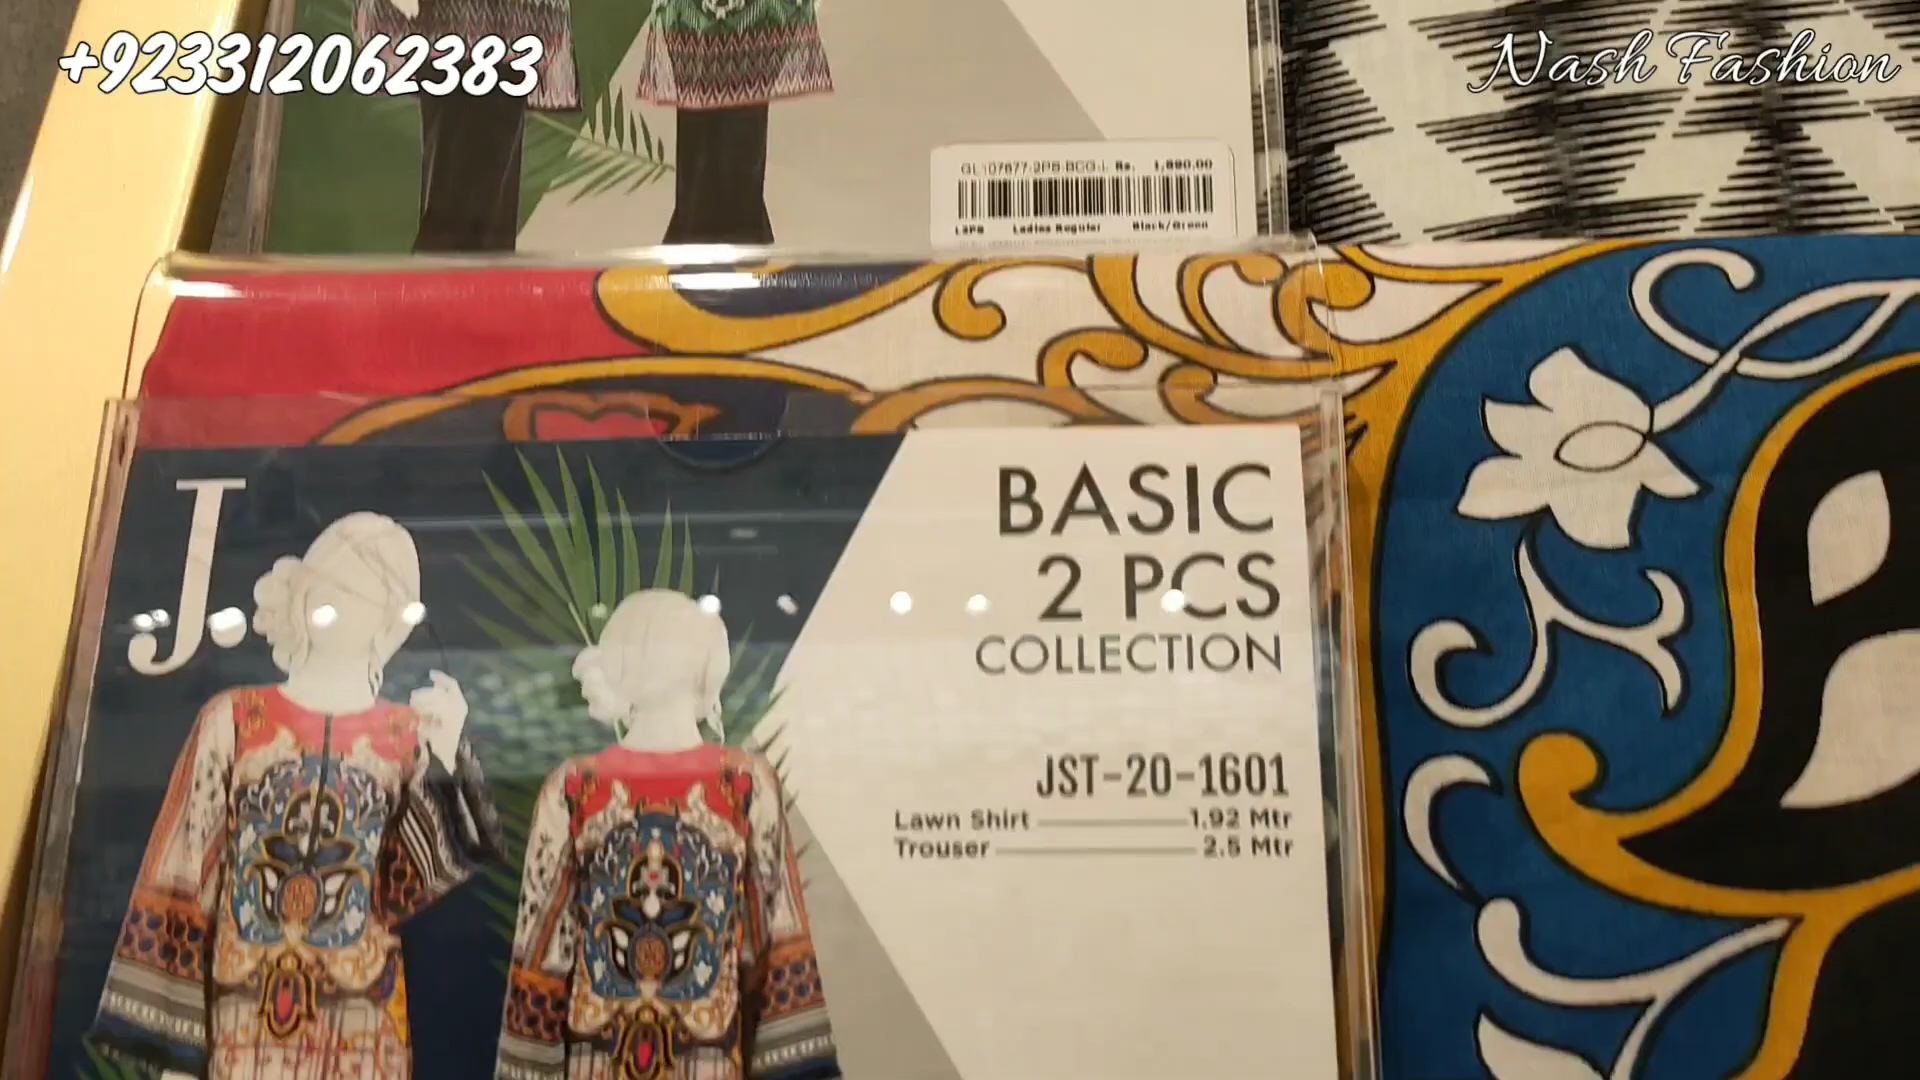 +923312062383
Nash Fashion
Rs. 1,890.00
Ladies Regular Black/Green
J.
BASIC
2 PCS
COLLECTION
JST-20-1601
Lawn Shirt 1.92 Mtr
Trouser 2.5 Mtr